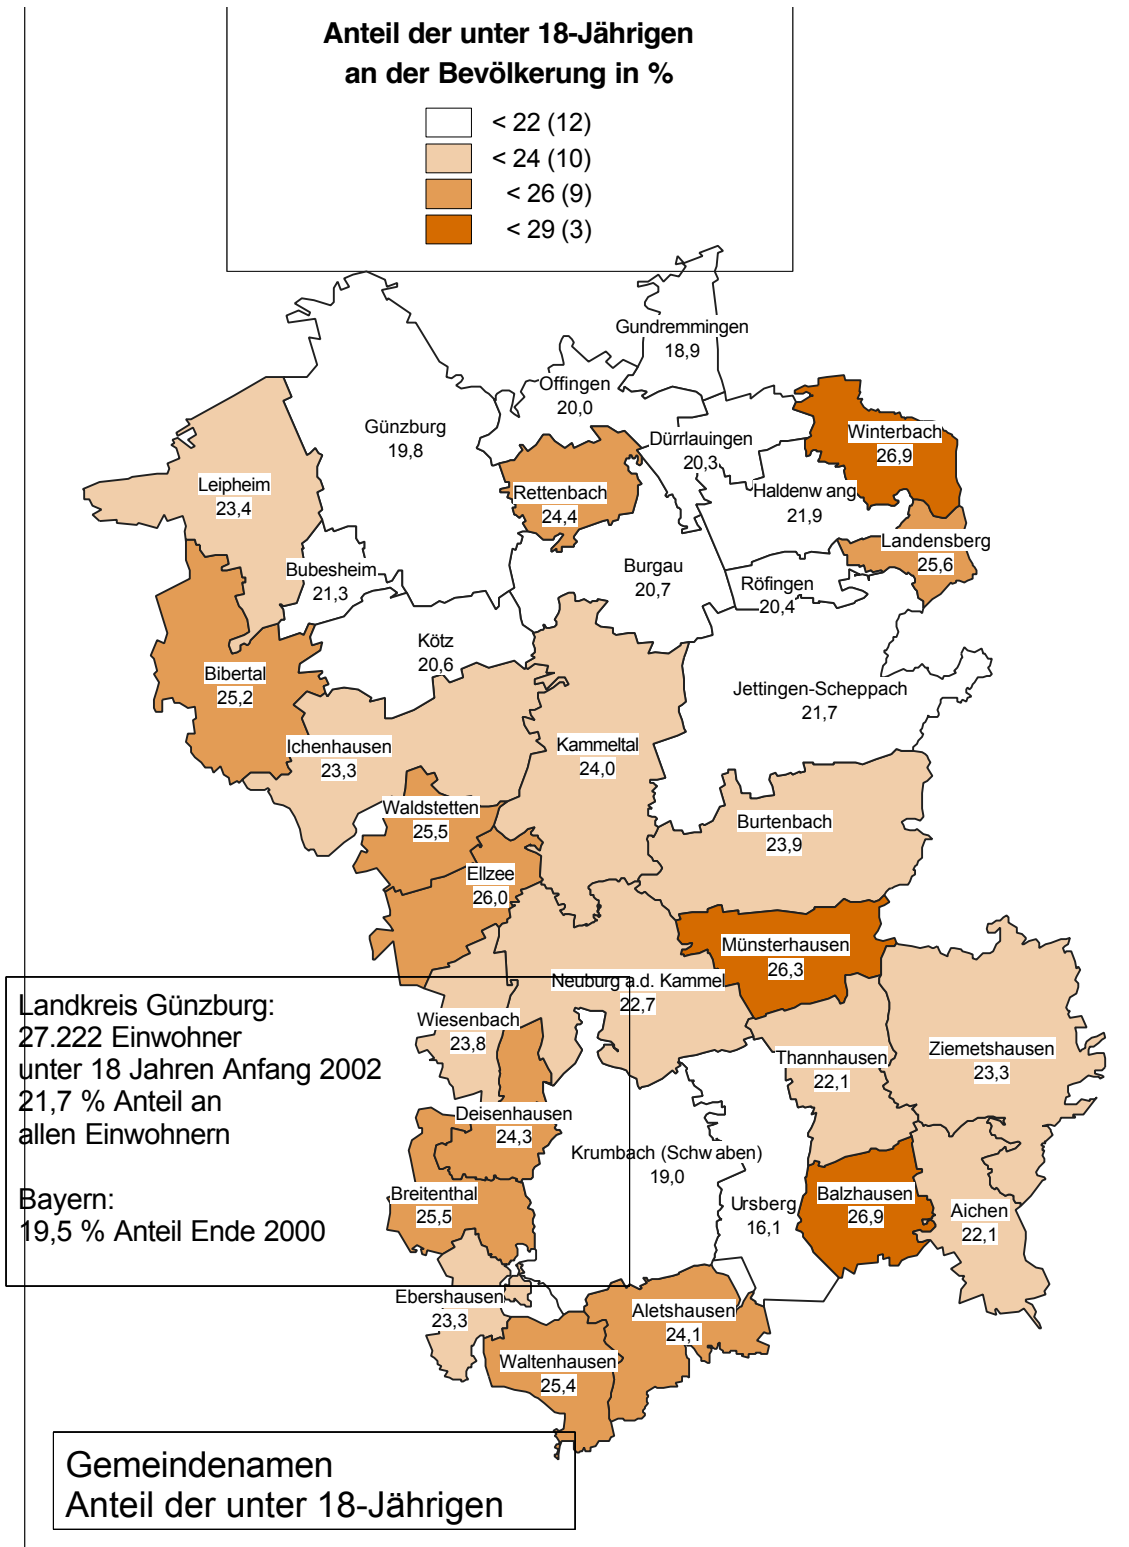 Anteil der unter 18-Jährigen
an der Bevölkerung in %
< 22 (12)
< 24 (10)
< 26 (9)
< 29 (3)
Gundremmingen
18,9
Offingen
20,0
Günzburg
19,8
Dürrlauingen
20,3
Winterbach
26,9
Leipheim
23,4
Rettenbach
24,4
Haldenwang
21,9
Landensberg
25,6
Bubesheim
21,3
Burgau
20,7
Röfingen
20,4
Kötz
20,6
Bibertal
25,2
Jettingen-Scheppach
21,7
Ichenhausen
23,3
Kammeltal
24,0
Waldstetten
25,5
Burtenbach
23,9
Ellzee
26,0
Münsterhausen
26,3
Neuburg a.d. Kammel
22,7
Wiesenbach
23,8
Thannhausen
22,1
Ziemetshausen
23,3
Deisenhausen
24,3
Krumbach (Schwaben)
19,0
Breitenthal
25,5
Ursberg
16,1
Balzhausen
26,9
Aichen
22,1
Ebershausen
23,3
Aletshausen
24,1
Waltenhausen
25,4
Landkreis Günzburg:
27.222 Einwohner
unter 18 Jahren Anfang 2002
21,7 % Anteil an
allen Einwohnern
Bayern:
19,5 % Anteil Ende 2000
Gemeindenamen
Anteil der unter 18-Jährigen